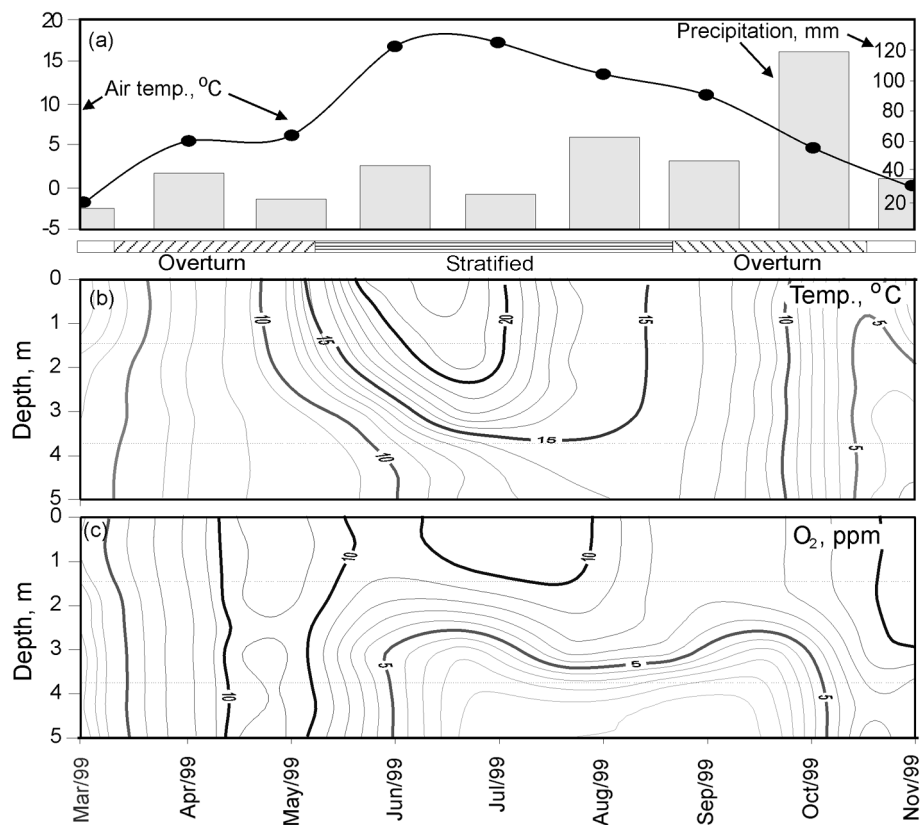 20
15
10
5
0
-5
(a)
Air temp., °C
Precipitation, mm
120
100
80
60
40
20
Overturn
Stratified
Overturn
0
1
2
3
4
5
Depth, m
(b)
Temp., °C
10
15
20
15
10
5
15
10
5
0
1
2
3
4
5
Depth, m
(c)
O2, ppm
10
10
10
5
5
5
Mar/99
Apr/99
May/99
Jun/99
Jul/99
Aug/99
Sep/99
Oct/99
Nov/99